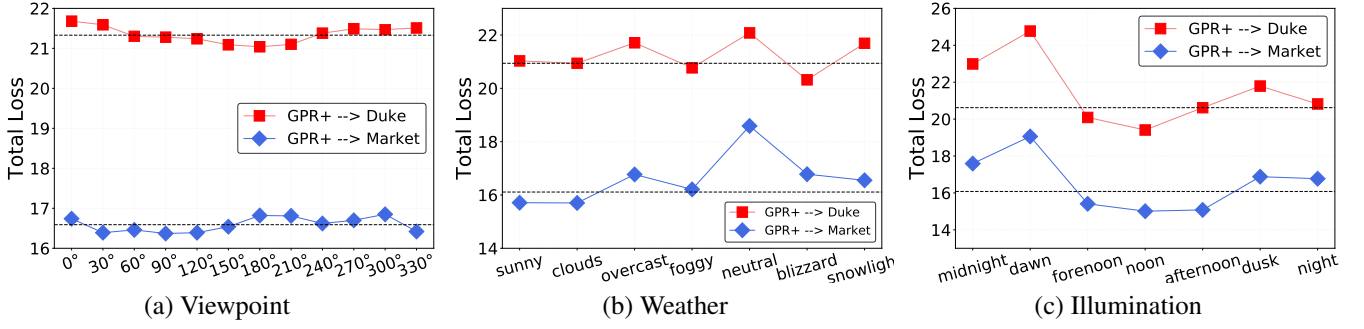 22
21
20
19
18
17
16
Total Loss
GPR+ --> Duke
GPR+ --> Market
0° 30° 60° 90° 120° 150° 180° 210° 240° 270° 300° 330°
(a) Viewpoint
22
20
18
16
14
Total Loss
GPR+ --> Duke
GPR+ --> Market
sunny clouds overcast foggy neutral blizzard snowligh
(b) Weather
26
24
22
20
18
16
14
Total Loss
GPR+ --> Duke
GPR+ --> Market
midnight dawn forenoon noon afternoon dusk night
(c) Illumination